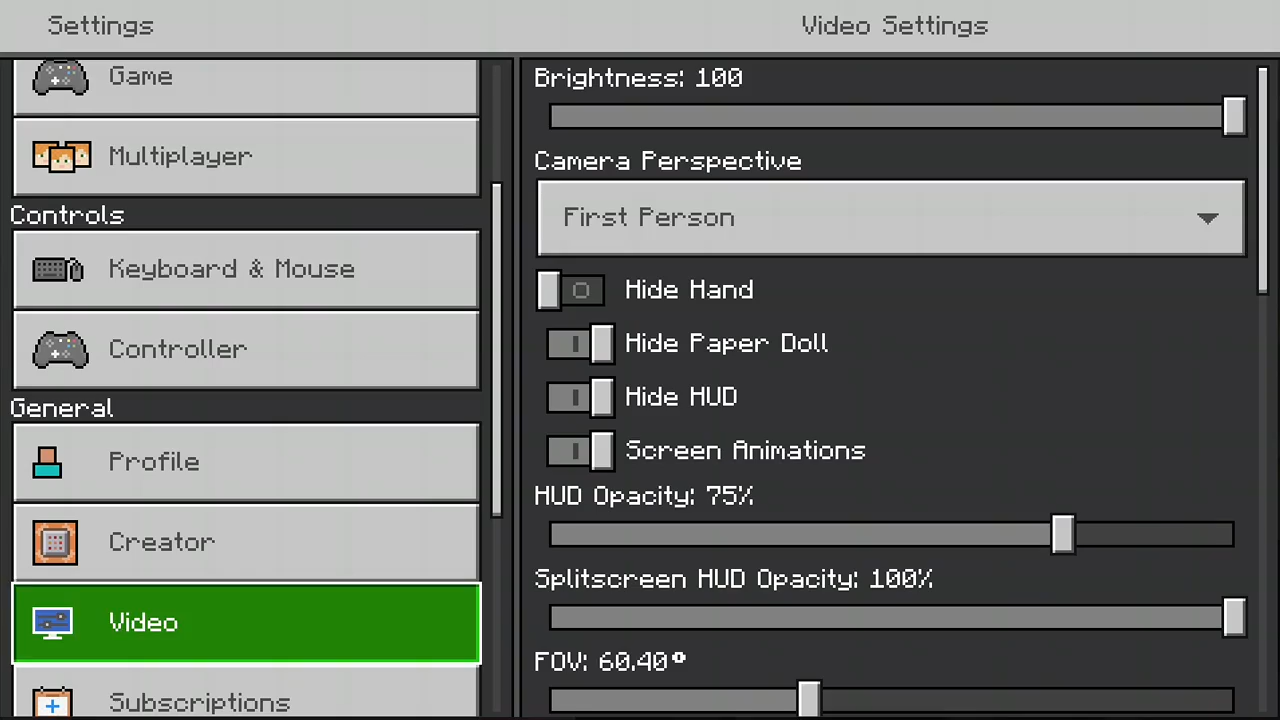 Settings
Video Settings
Game
Multiplayer
Controls
Keyboard & Mouse
Controller
General
Profile
Creator
Video
Subscriptions
Brightness: 100
Camera Perspective
First Person
Hide Hand
Hide Paper Doll
Hide HUD
Screen Animations
HUD Opacity: 75%
Splitscreen HUD Opacity: 100%
FOV: 60.40°